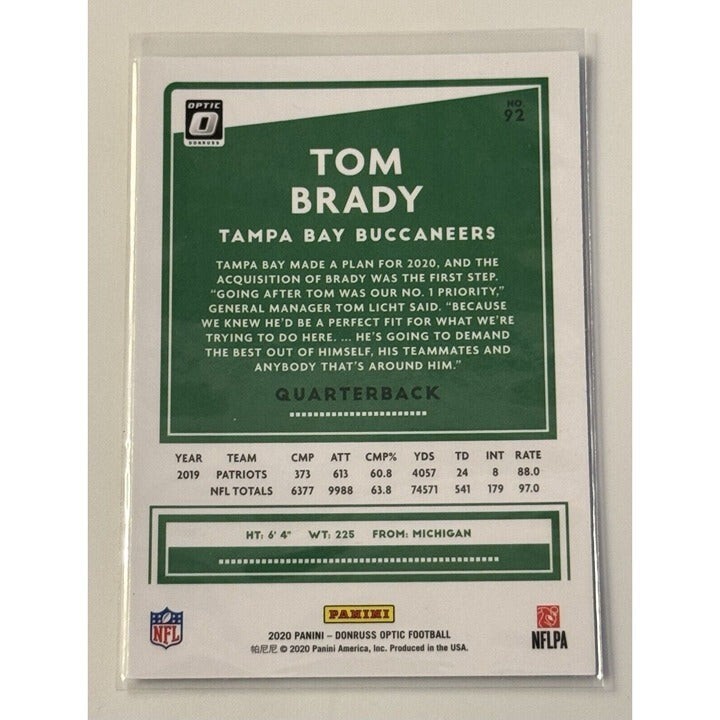 OPTIC
DONRUSS
NO.
92
TOM
BRADY
TAMPA BAY BUCCANEERS
TAMPA BAY MADE A PLAN FOR 2020, AND THE
ACQUISITION OF BRADY WAS THE FIRST STEP.
“GOING AFTER TOM WAS OUR NO. 1 PRIORITY,”
GENERAL MANAGER TOM LICHT SAID. “BECAUSE
WE KNEW HE'D BE A PERFECT FIT FOR WHAT WE'RE
TRYING TO DO HERE. ... HE'S GOING TO DEMAND
THE BEST OUT OF HIMSELF, HIS TEAMMATES AND
ANYBODY THAT'S AROUND HIM.”
QUARTERBACK
YEAR TEAM CMP ATT CMP% YDS TD INT RATE
2019 PATRIOTS 373 613 60.8 4057 24 8 88.0
NFL TOTALS 6377 9988 63.8 74571 541 179 97.0
HT: 6' 4" WT: 225 FROM: MICHIGAN
NFL
PANINI
NFLPA
2020 PANINI – DONRUSS OPTIC FOOTBALL
帕尼尼 © 2020 Panini America, Inc. Produced in the USA.